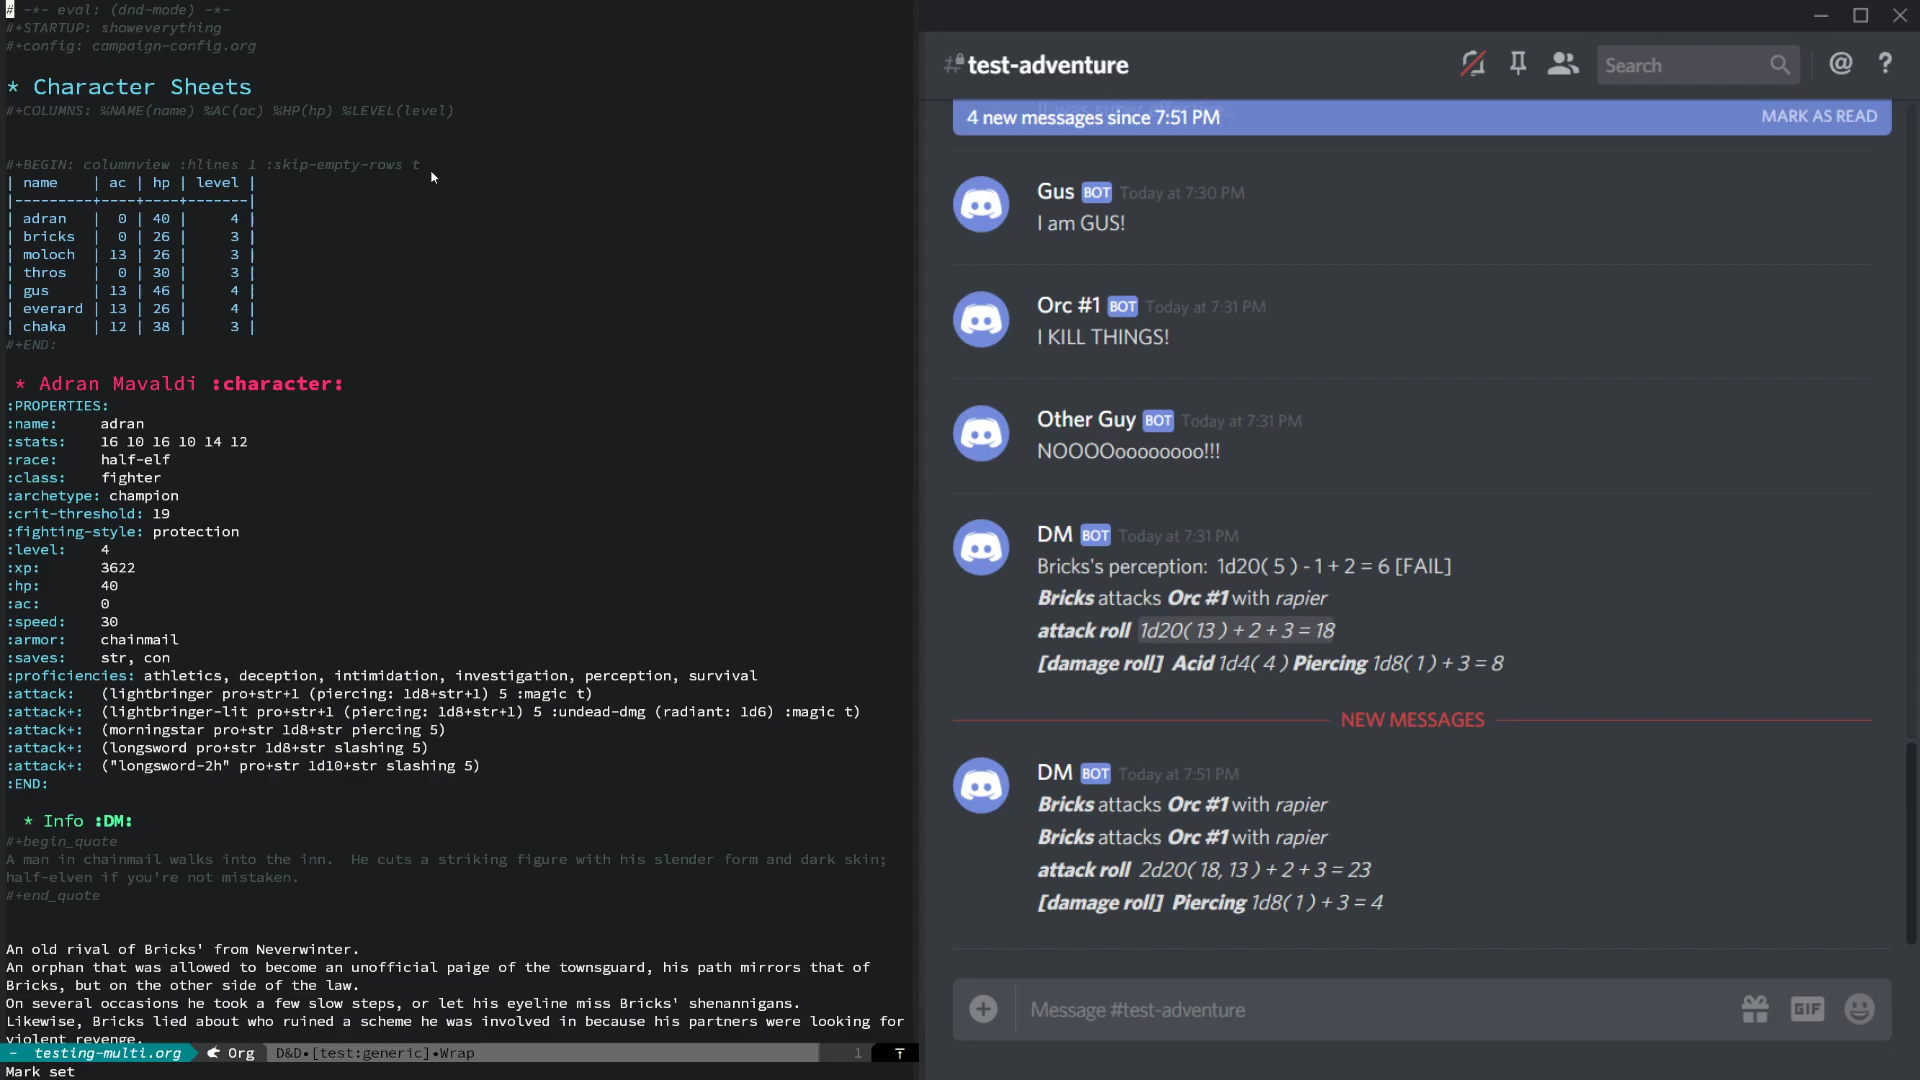 # -*- eval: (dnd-mode) -*-
#+STARTUP: showeverything
#+config: campaign-config.org
* Character Sheets
#+COLUMNS: %NAME(name) %AC(ac) %HP(hp) %LEVEL(level)
#+BEGIN: columnview :hlines 1 :skip-empty-rows t
| name    | ac | hp | level |
|---------+----+----+-------|
| adran   |  0 | 40 |     4 |
| bricks  |  0 | 26 |     3 |
| moloch  | 13 | 26 |     3 |
| thros   |  0 | 30 |     3 |
| gus     | 13 | 46 |     4 |
| everard | 13 | 26 |     4 |
| chaka   | 12 | 38 |     3 |
#+END:
* Adran Mavaldi :character:
:PROPERTIES:
:name: adran
:stats: 16 10 16 10 14 12
:race: half-elf
:class: fighter
:archetype: champion
:crit-threshold: 19
:fighting-style: protection
:level: 4
:xp: 3622
:hp: 40
:ac: 0
:speed: 30
:armor: chainmail
:saves: str, con
:proficiencies: athletics, deception, intimidation, investigation, perception, survival
:attack: (lightbringer pro+str+1 (piercing: 1d8+str+1) 5 :magic t)
:attack+: (lightbringer-lit pro+str+1 (piercing: 1d8+str+1) 5 :undead-dmg (radiant: 1d6) :magic t)
:attack+: (morningstar pro+str 1d8+str piercing 5)
:attack+: (longsword pro+str 1d8+str slashing 5)
:attack+: ("longsword-2h" pro+str 1d10+str slashing 5)
:END:
* Info :DM:
#+begin_quote
A man in chainmail walks into the inn.  He cuts a striking figure with his slender form and dark skin;
half-elven if you're not mistaken.
#+end_quote
An old rival of Bricks' from Neverwinter.
An orphan that was allowed to become an unofficial paige of the townsguard, his path mirrors that of
Bricks, but on the other side of the law.
On several occasions he took a few slow steps, or let his eyeline miss Bricks' shenannigans.
Likewise, Bricks lied about who ruined a scheme he was involved in because his partners were looking for
violent revenge.
- testing-multi.org Org D&D•[test:generic]•Wrap 1
Mark set
# test-adventure
Search
@ ?
It was super effective.
4 new messages since 7:51 PM MARK AS READ
Gus BOT Today at 7:30 PM
I am GUS!
Orc #1 BOT Today at 7:31 PM
I KILL THINGS!
Other Guy BOT Today at 7:31 PM
NOOOOoooooooo!!!
DM BOT Today at 7:31 PM
Bricks's perception: 1d20( 5 ) - 1 + 2 = 6 [FAIL]
Bricks attacks Orc #1 with rapier
attack roll 1d20( 13 ) + 2 + 3 = 18
[damage roll] Acid 1d4( 4 ) Piercing 1d8( 1 ) + 3 = 8
NEW MESSAGES
DM BOT Today at 7:51 PM
Bricks attacks Orc #1 with rapier
Bricks attacks Orc #1 with rapier
attack roll 2d20( 18, 13 ) + 2 + 3 = 23
[damage roll] Piercing 1d8( 1 ) + 3 = 4
Message #test-adventure
GIF